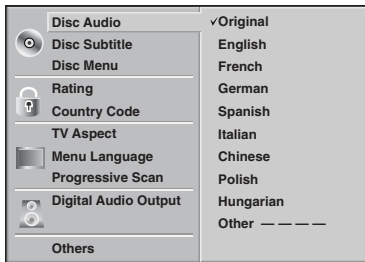 Disc Audio
Disc Subtitle
Disc Menu
Rating
Country Code
TV Aspect
Menu Language
Progressive Scan
Digital Audio Output
Others
✓Original
English
French
German
Spanish
Italian
Chinese
Polish
Hungarian
Other — — — —